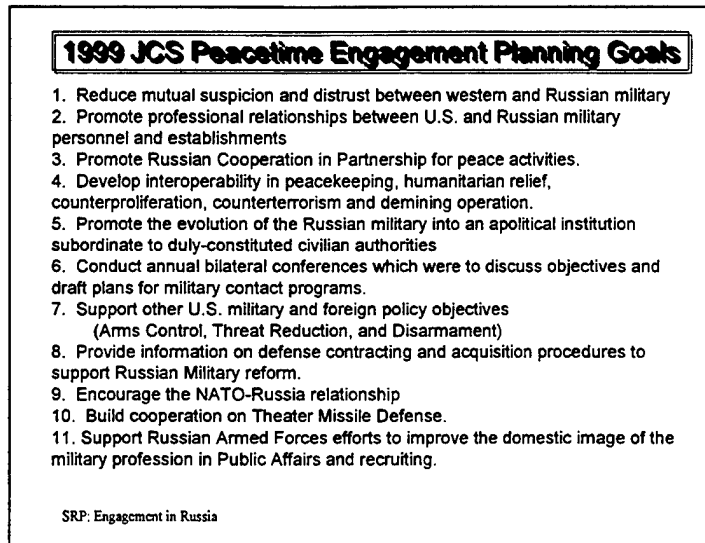 1999 JCS Peacetime Engagement Planning Goals
1. Reduce mutual suspicion and distrust between western and Russian military
2. Promote professional relationships between U.S. and Russian military
personnel and establishments
3. Promote Russian Cooperation in Partnership for peace activities.
4. Develop interoperability in peacekeeping, humanitarian relief,
counterproliferation, counterterrorism and demining operation.
5. Promote the evolution of the Russian military into an apolitical institution
subordinate to duly-constituted civilian authorities
6. Conduct annual bilateral conferences which were to discuss objectives and
draft plans for military contact programs.
7. Support other U.S. military and foreign policy objectives
(Arms Control, Threat Reduction, and Disarmament)
8. Provide information on defense contracting and acquisition procedures to
support Russian Military reform.
9. Encourage the NATO-Russia relationship
10. Build cooperation on Theater Missile Defense.
11. Support Russian Armed Forces efforts to improve the domestic image of the
military profession in Public Affairs and recruiting.
SRP: Engagement in Russia